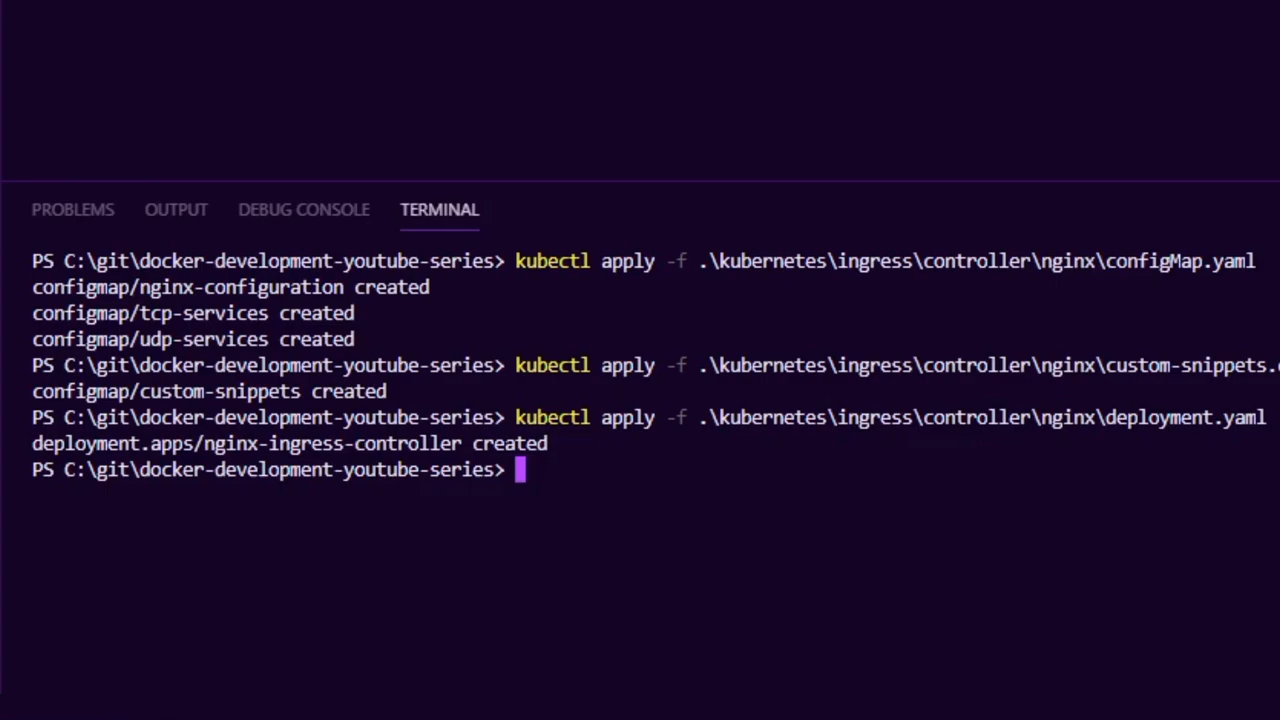 PROBLEMS OUTPUT DEBUG CONSOLE TERMINAL
PS C:\git\docker-development-youtube-series> kubectl apply -f .\kubernetes\ingress\controller\nginx\configMap.yaml
configmap/nginx-configuration created
configmap/tcp-services created
configmap/udp-services created
PS C:\git\docker-development-youtube-series> kubectl apply -f .\kubernetes\ingress\controller\nginx\custom-snippets.
configmap/custom-snippets created
PS C:\git\docker-development-youtube-series> kubectl apply -f .\kubernetes\ingress\controller\nginx\deployment.yaml
deployment.apps/nginx-ingress-controller created
PS C:\git\docker-development-youtube-series>